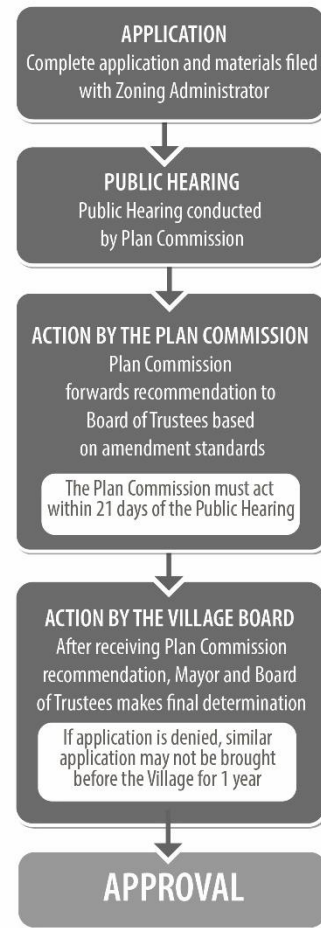 APPLICATION
Complete application and materials filed
with Zoning Administrator
PUBLIC HEARING
Public Hearing conducted
by Plan Commission
ACTION BY THE PLAN COMMISSION
Plan Commission
forwards recommendation to
Board of Trustees based
on amendment standards
The Plan Commission must act
within 21 days of the Public Hearing
ACTION BY THE VILLAGE BOARD
After receiving Plan Commission
recommendation, Mayor and Board
of Trustees makes final determination
If application is denied, similar
application may not be brought
before the Village for 1 year
APPROVAL